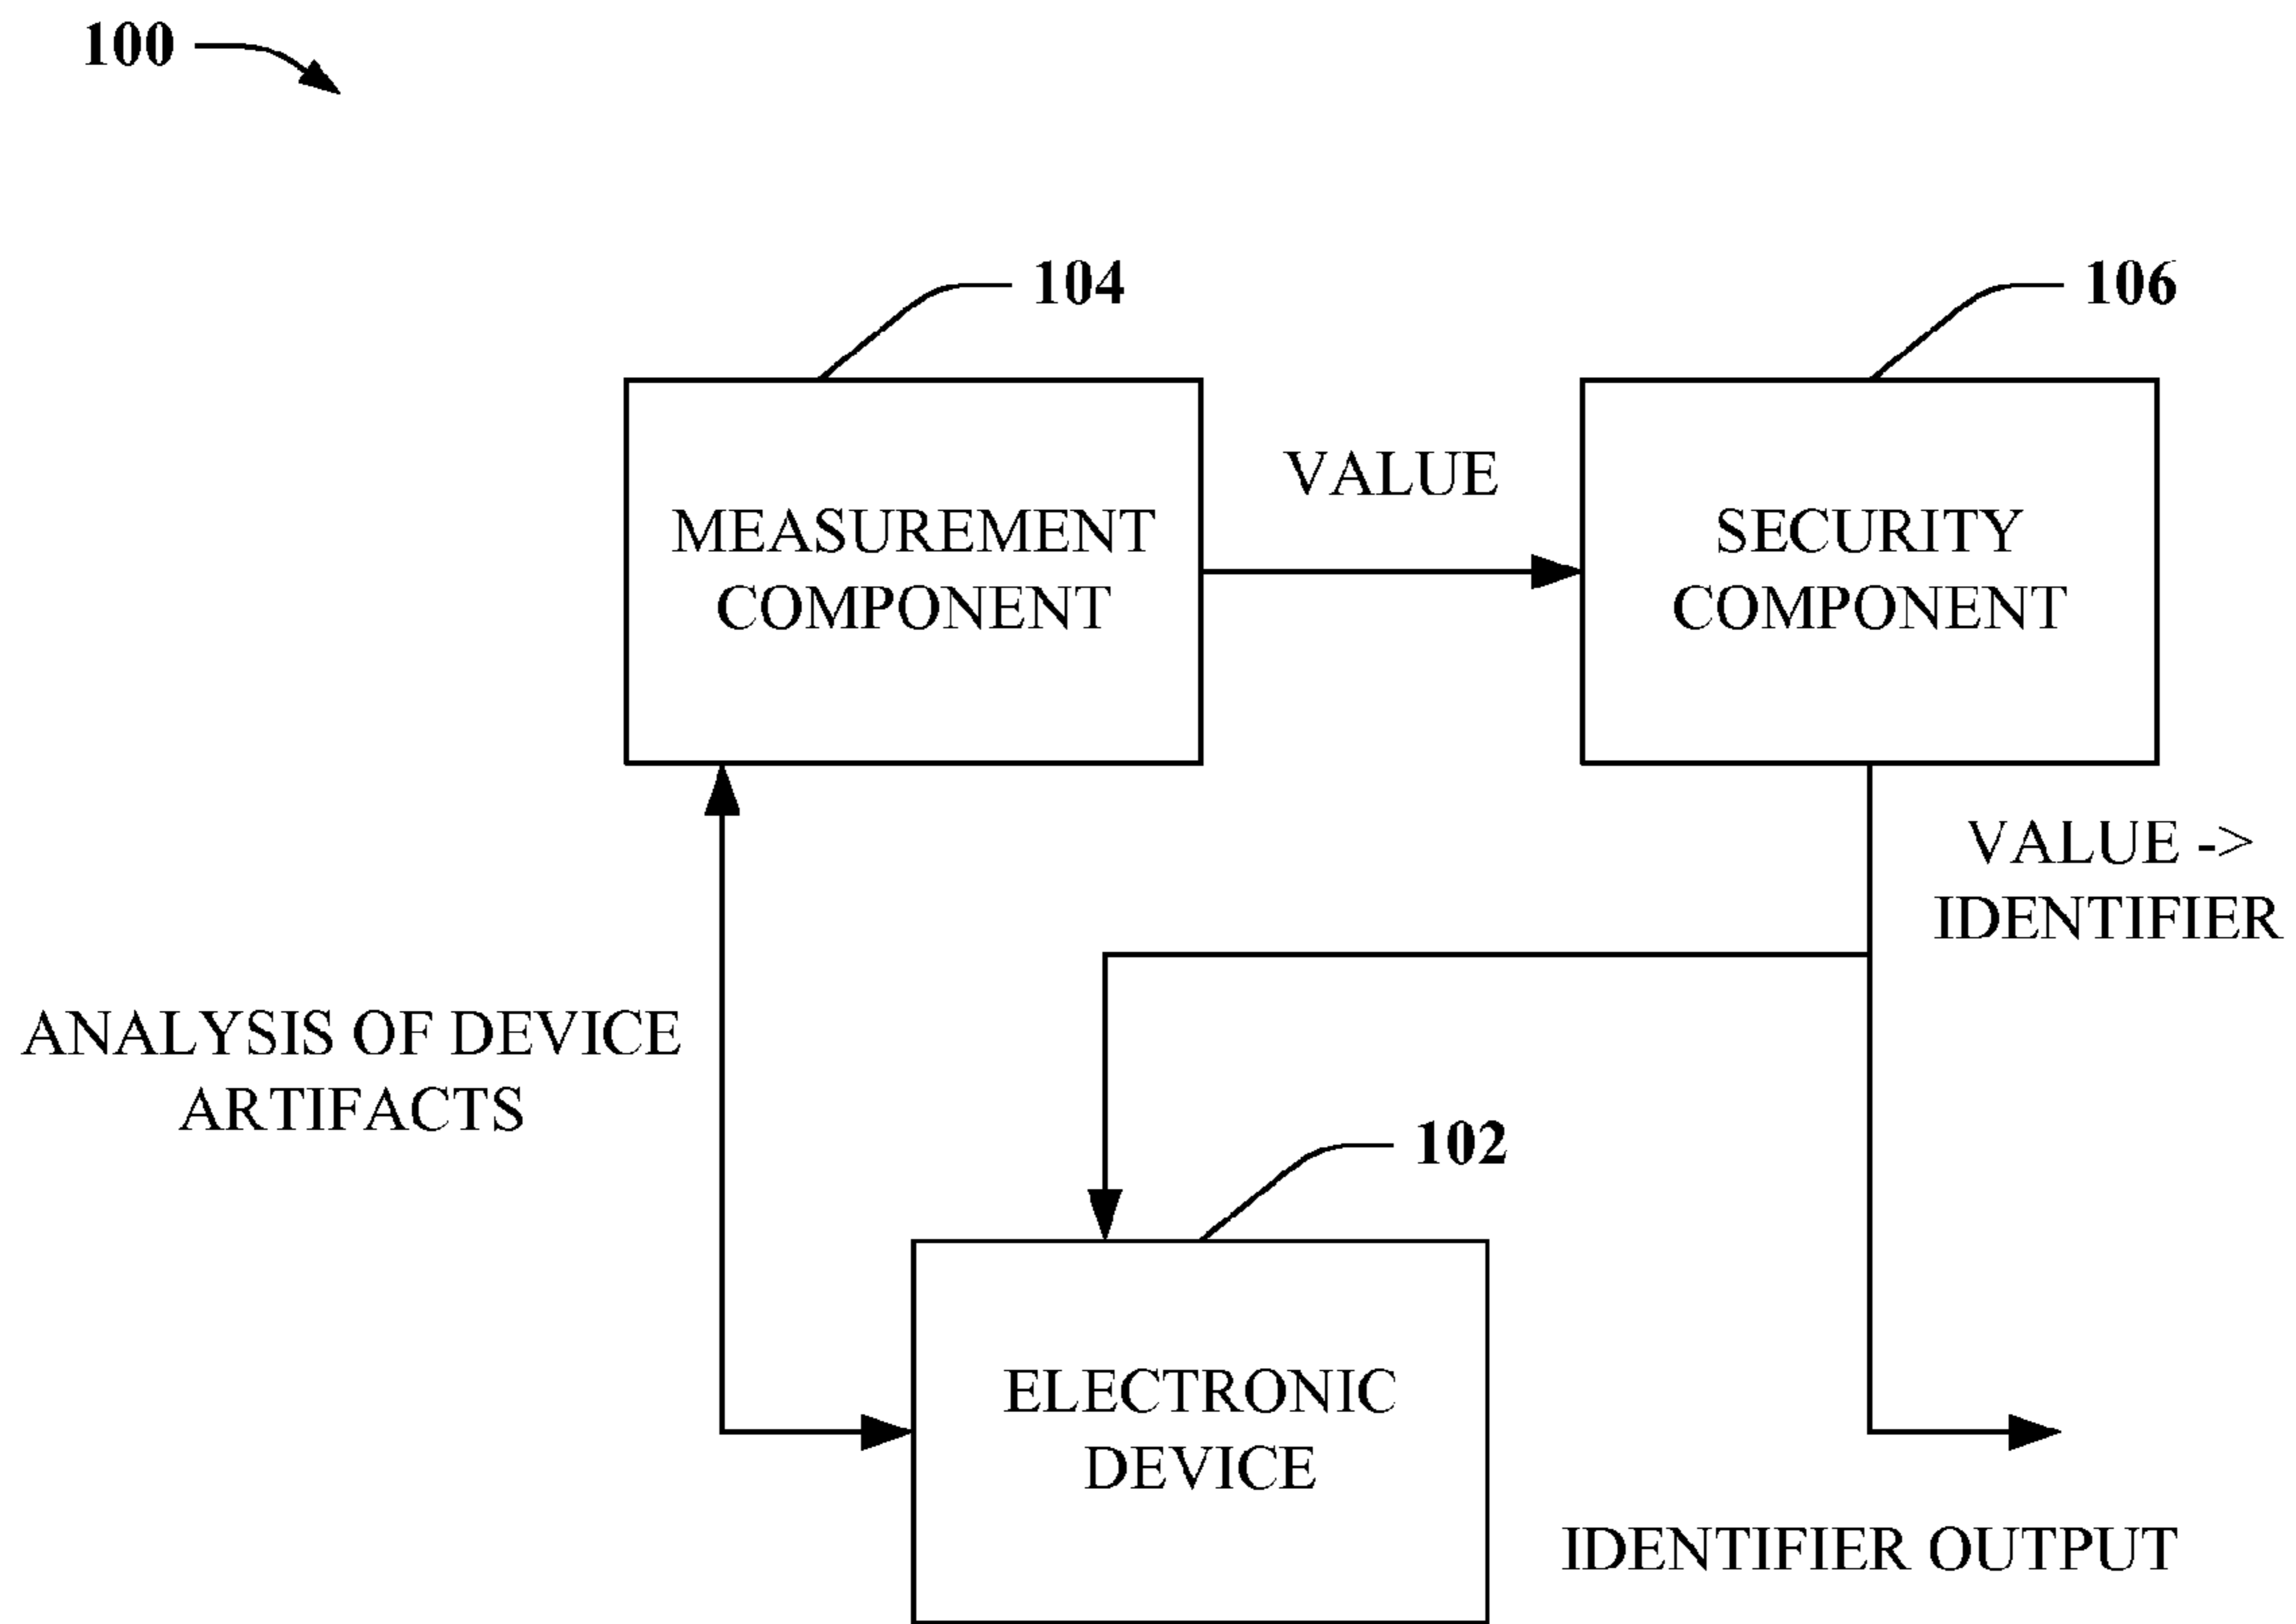 100
104
106
MEASUREMENT
COMPONENT
VALUE
SECURITY
COMPONENT
VALUE ->
IDENTIFIER
ANALYSIS OF DEVICE
ARTIFACTS
102
ELECTRONIC
DEVICE
IDENTIFIER OUTPUT